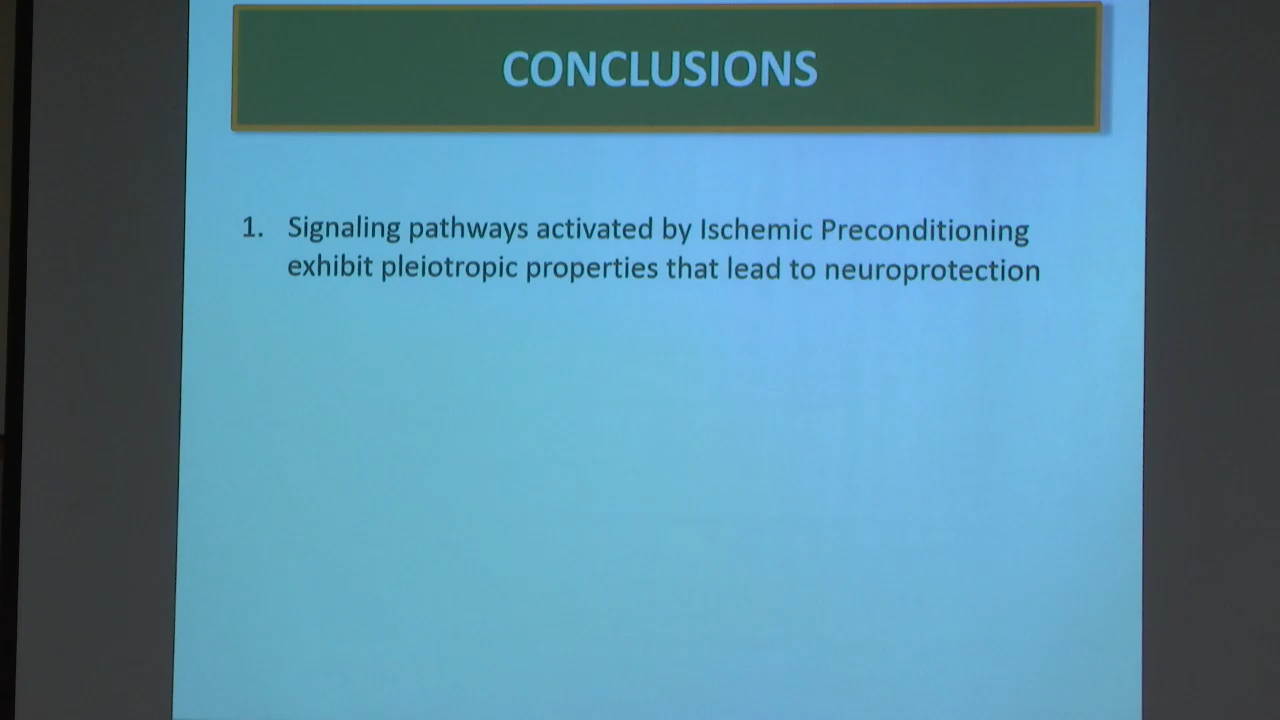 CONCLUSIONS
1. Signaling pathways activated by Ischemic Preconditioning
exhibit pleiotropic properties that lead to neuroprotection